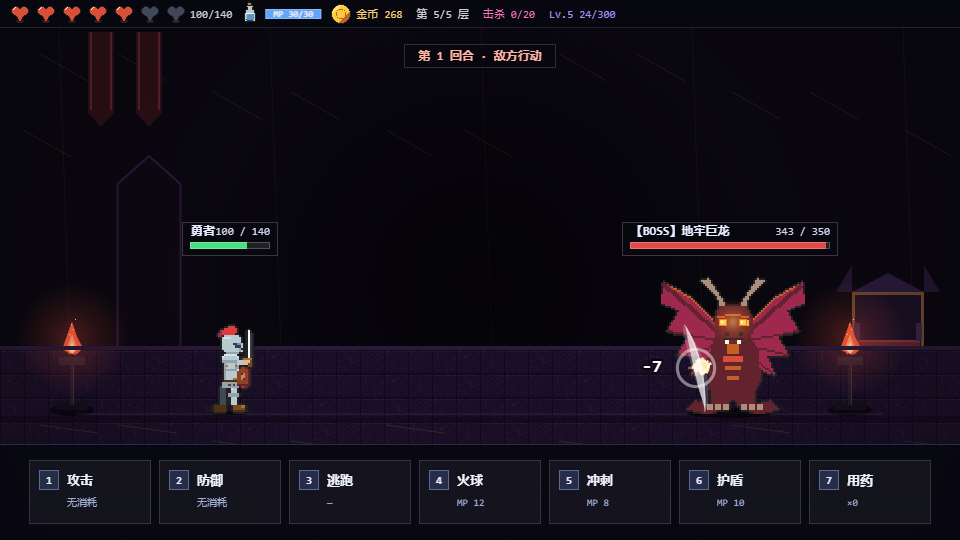 100/140 MP 30/30 金币 268 第 5/5 层 击杀 0/20 Lv.5 24/300
第 1 回合 · 敌方行动
勇者100 / 140
【BOSS】地牢巨龙 343 / 350
-7
1 攻击 无消耗
2 防御 无消耗
3 逃跑 —
4 火球 MP 12
5 冲刺 MP 8
6 护盾 MP 10
7 用药 ×0